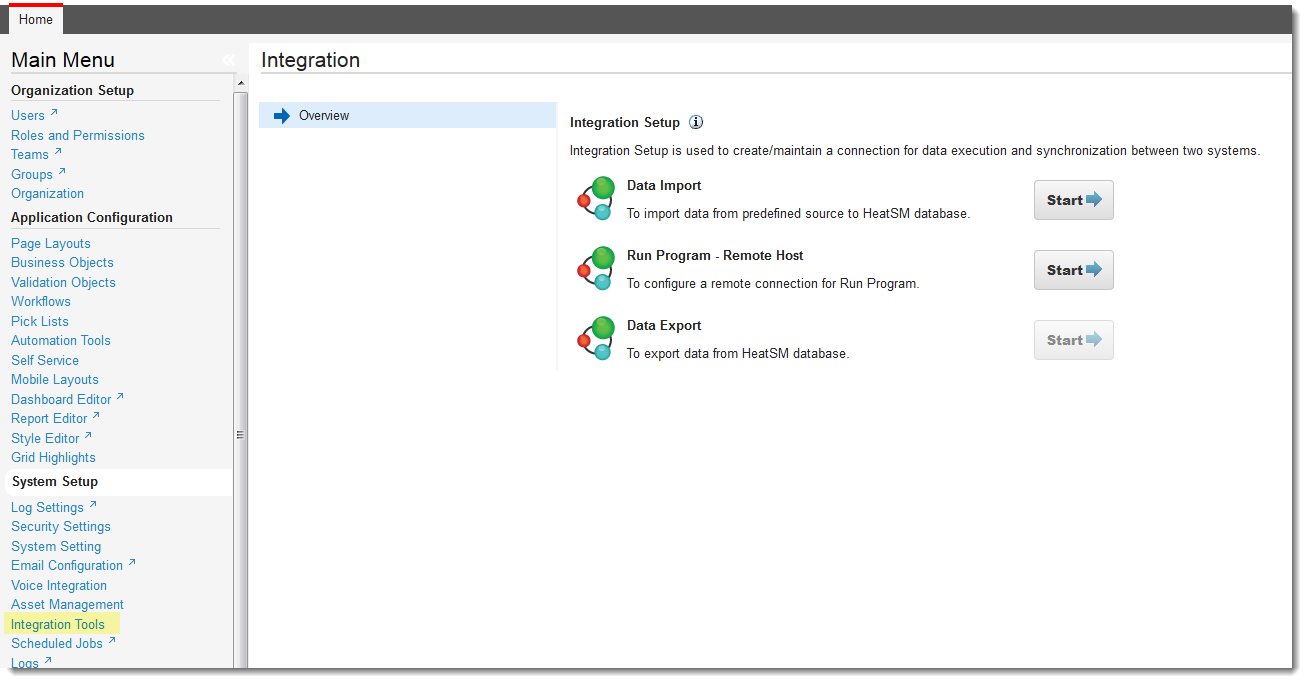 Home
Main Menu
Organization Setup
Users
Roles and Permissions
Teams
Groups
Organization
Application Configuration
Page Layouts
Business Objects
Validation Objects
Workflows
Pick Lists
Automation Tools
Self Service
Mobile Layouts
Dashboard Editor
Report Editor
Style Editor
Grid Highlights
System Setup
Log Settings
Security Settings
System Setting
Email Configuration
Voice Integration
Asset Management
Integration Tools
Scheduled Jobs
Logs
Integration
Overview
Integration Setup
Integration Setup is used to create/maintain a connection for data execution and synchronization between two systems.
Data Import
To import data from predefined source to HeatSM database.
Start
Run Program - Remote Host
To configure a remote connection for Run Program.
Start
Data Export
To export data from HeatSM database.
Start